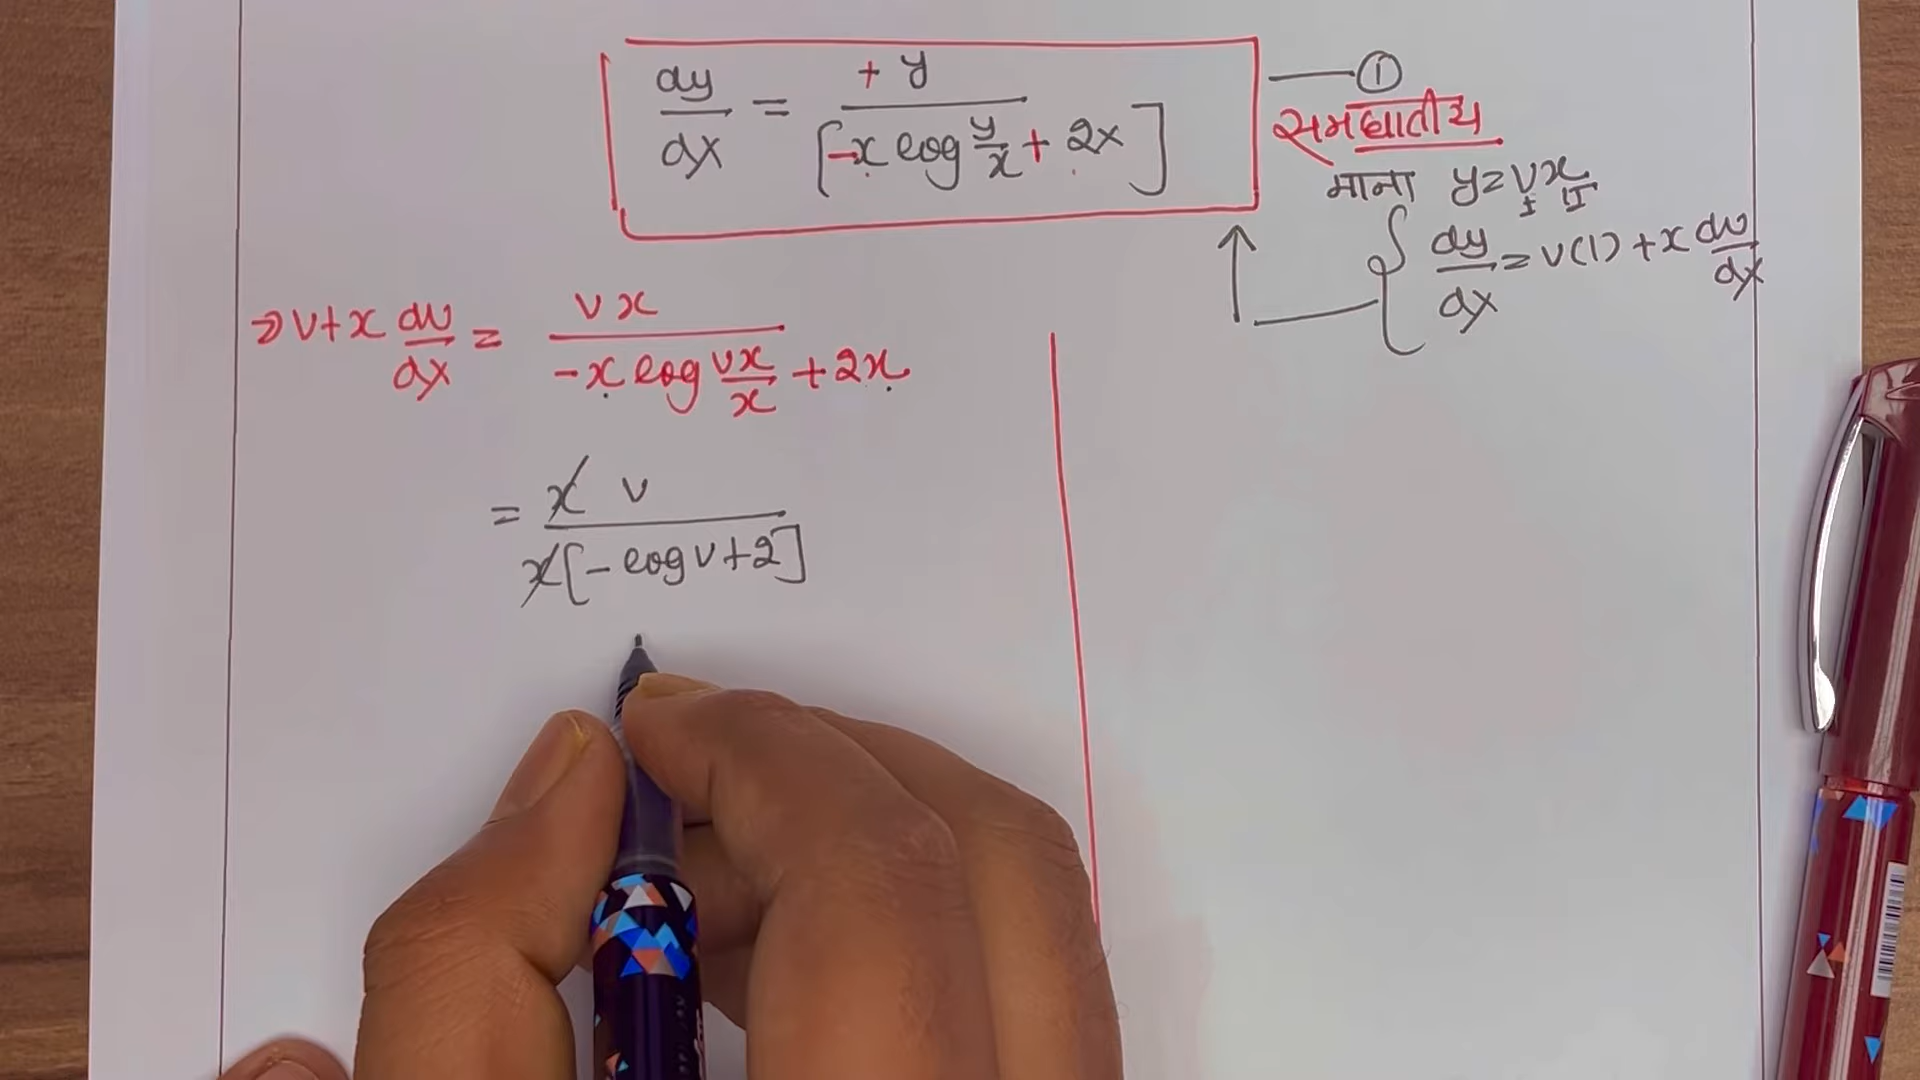 dy/dx = + y / [-x log y/x + 2x] —— ①
समघातीय
माना y = vx
I II
dy/dx = v(1) + x dv/dx
⇒ v + x dv/dx = vx / -x log vx/x + 2x
= x v / x[- log v + 2]